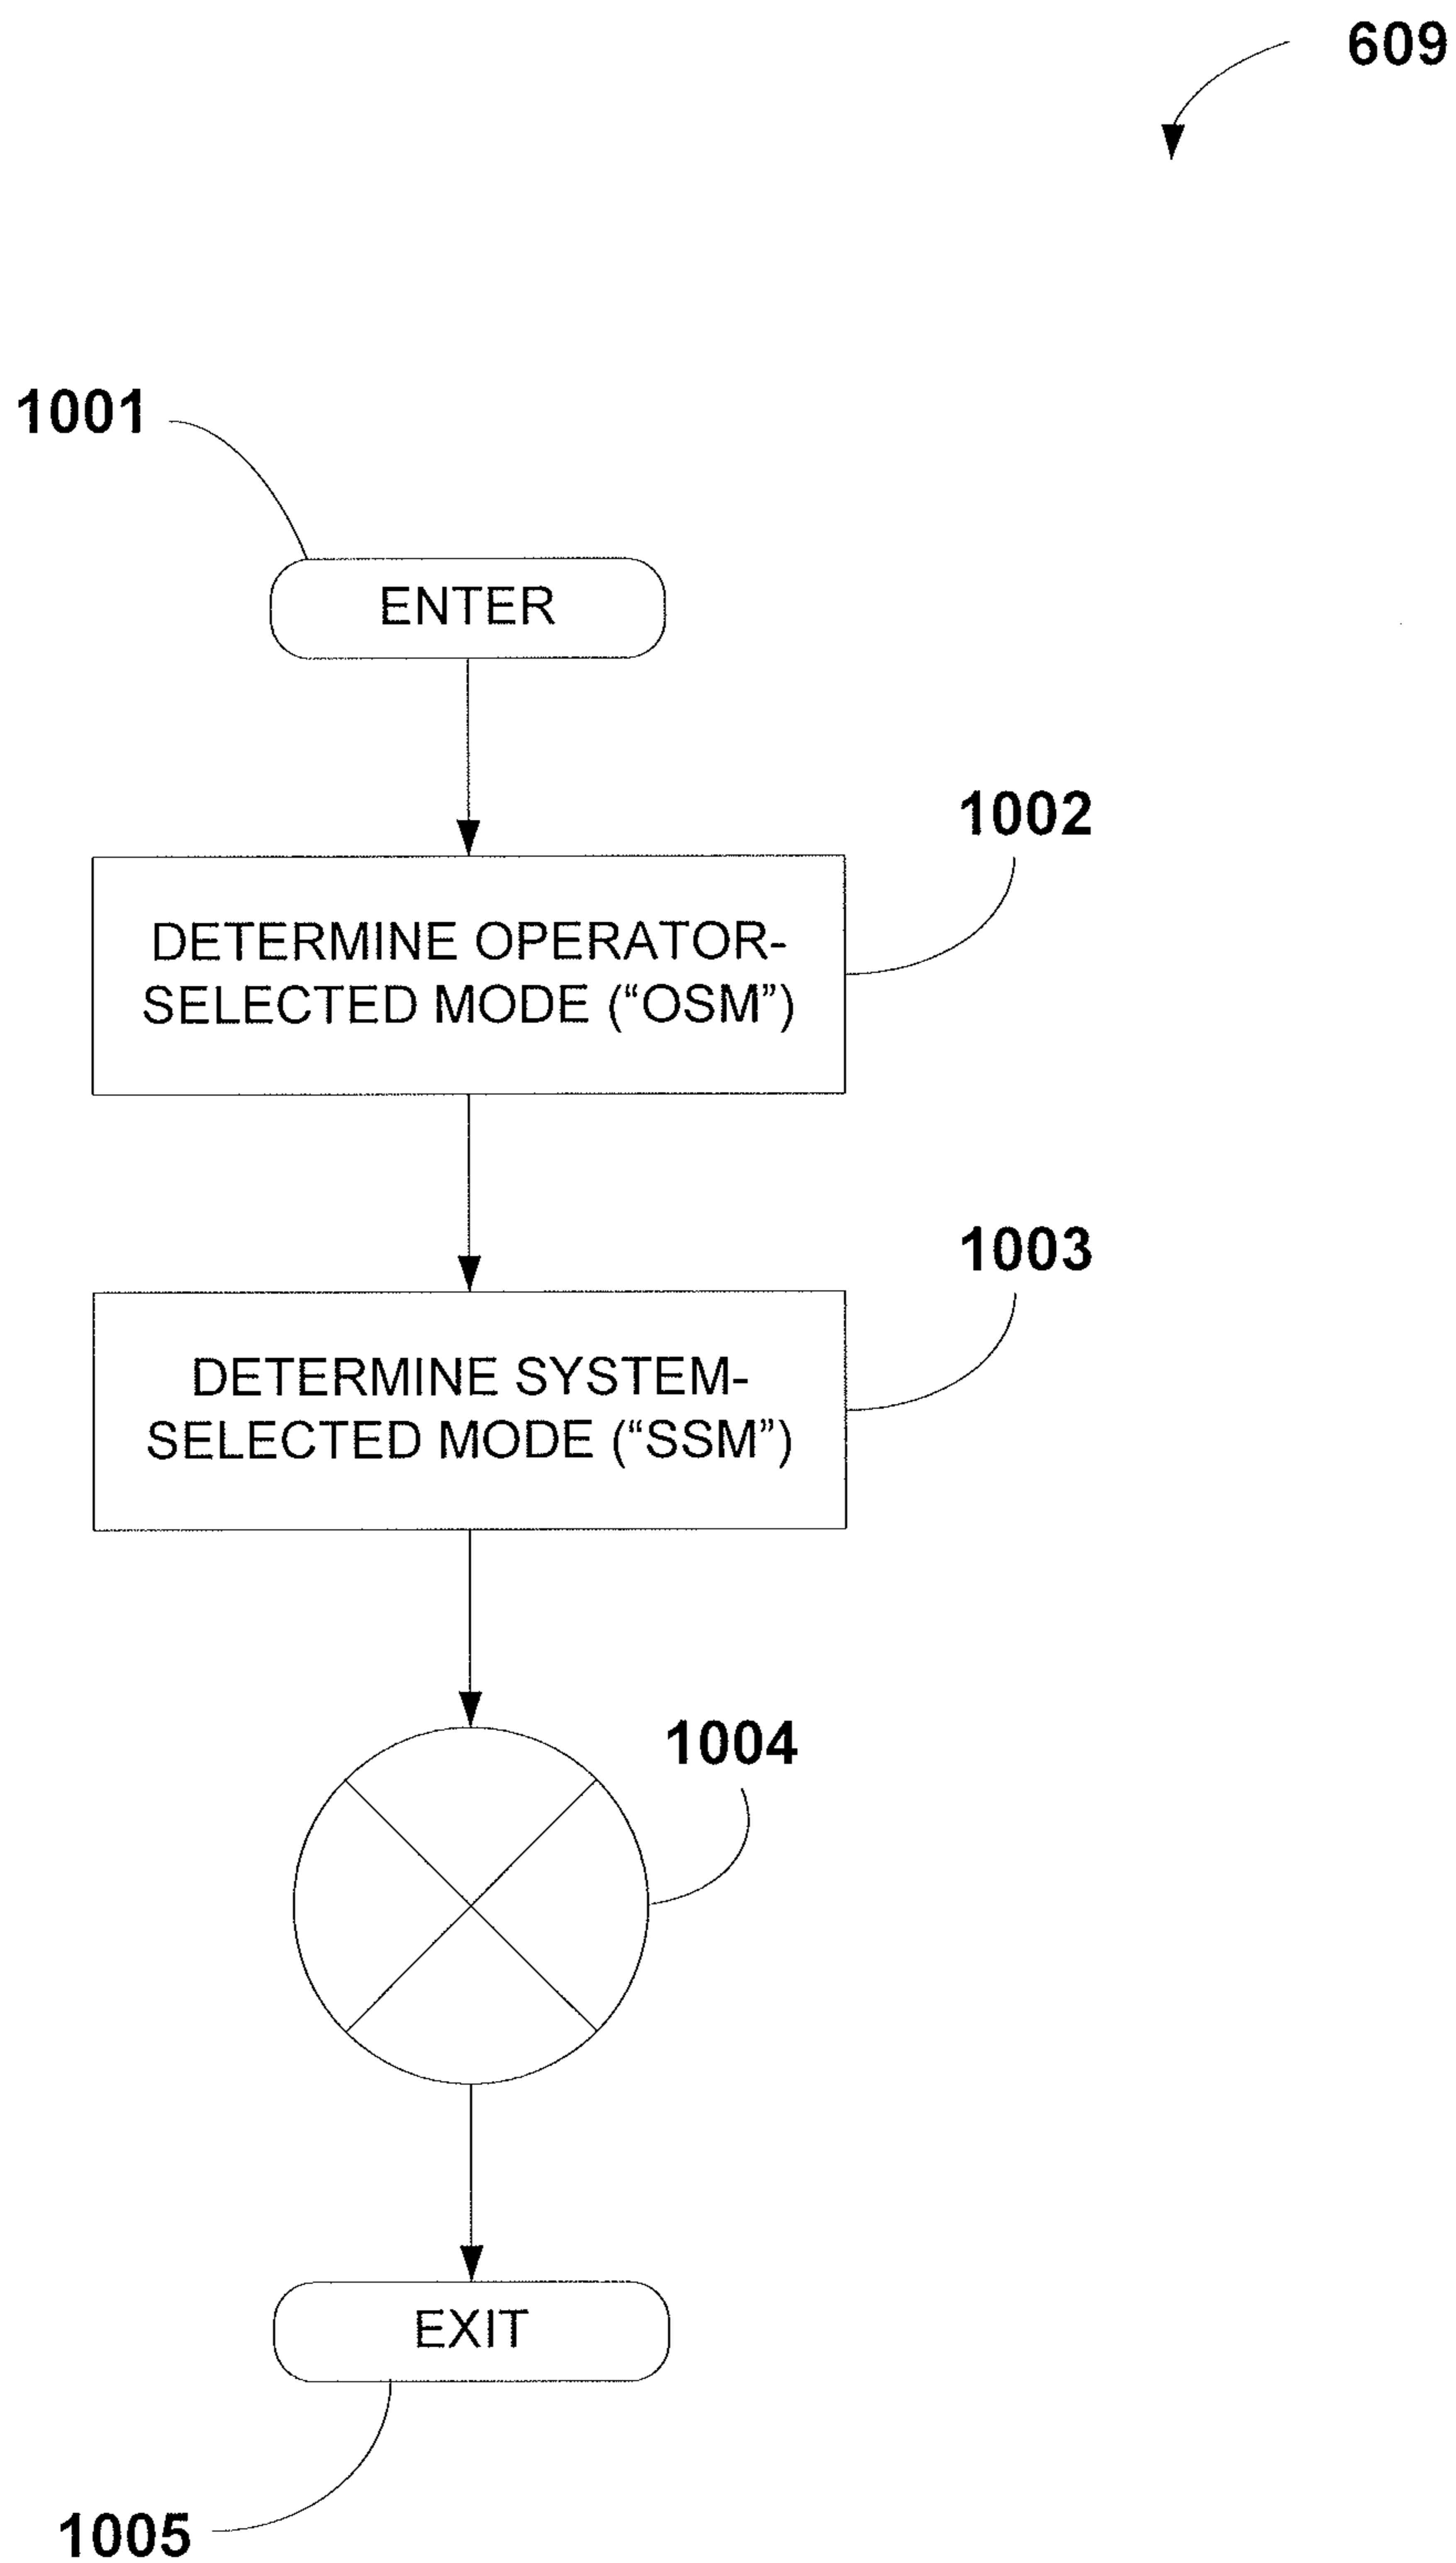 609
1001
ENTER
1002
DETERMINE OPERATOR-
SELECTED MODE (“OSM”)
1003
DETERMINE SYSTEM-
SELECTED MODE (“SSM”)
1004
EXIT
1005